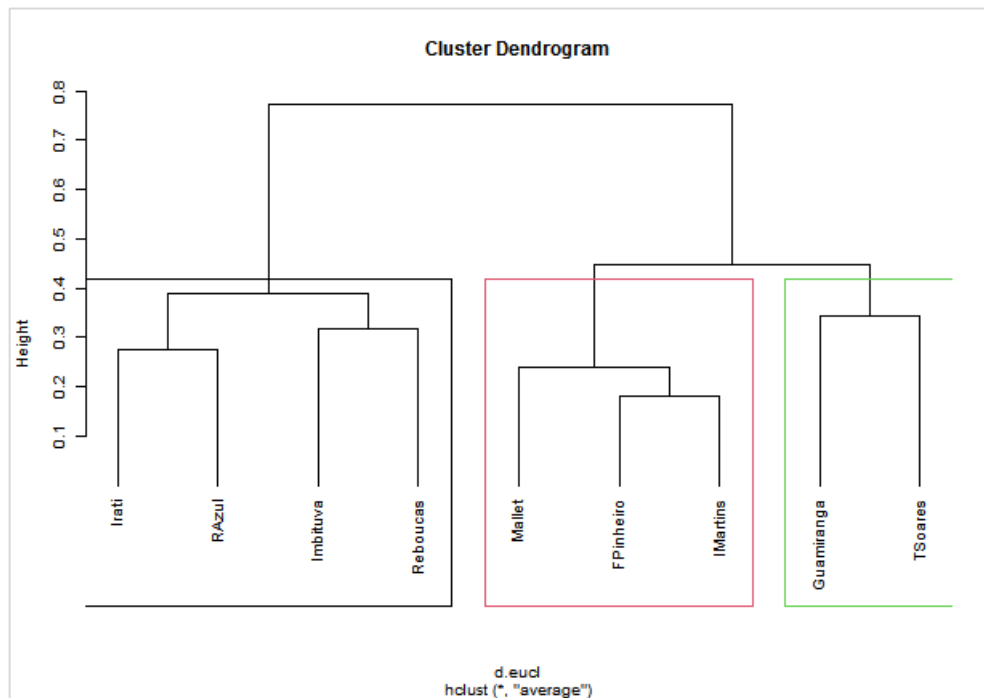 Cluster Dendrogram
Height
0.8
0.7
0.6
0.5
0.4
0.3
0.2
0.1
Irati
RAzul
Imbituva
Reboucas
Mallet
FPinheiro
IMartins
Guamiranga
TSoares
d.eucl
hclust (*, "average")